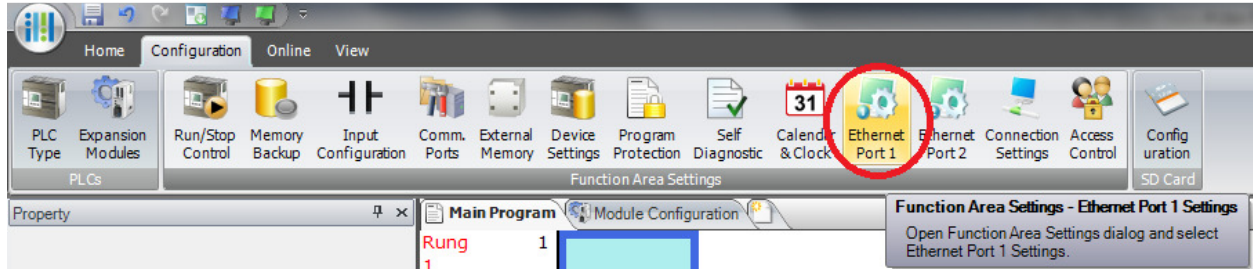 Home Configuration Online View
PLC Type Expansion Modules Run/Stop Control Memory Backup Input Configuration Comm. Ports External Memory Device Settings Program Protection Self Diagnostic 31 Calender & Clock Ethernet Port 1 Ethernet Port 2 Connection Settings Access Control Config uration
PLCs Function Area Settings SD Card
Property Main Program Module Configuration
Function Area Settings - Ethernet Port 1 Settings
Open Function Area Settings dialog and select
Ethernet Port 1 Settings.
Rung 1
1